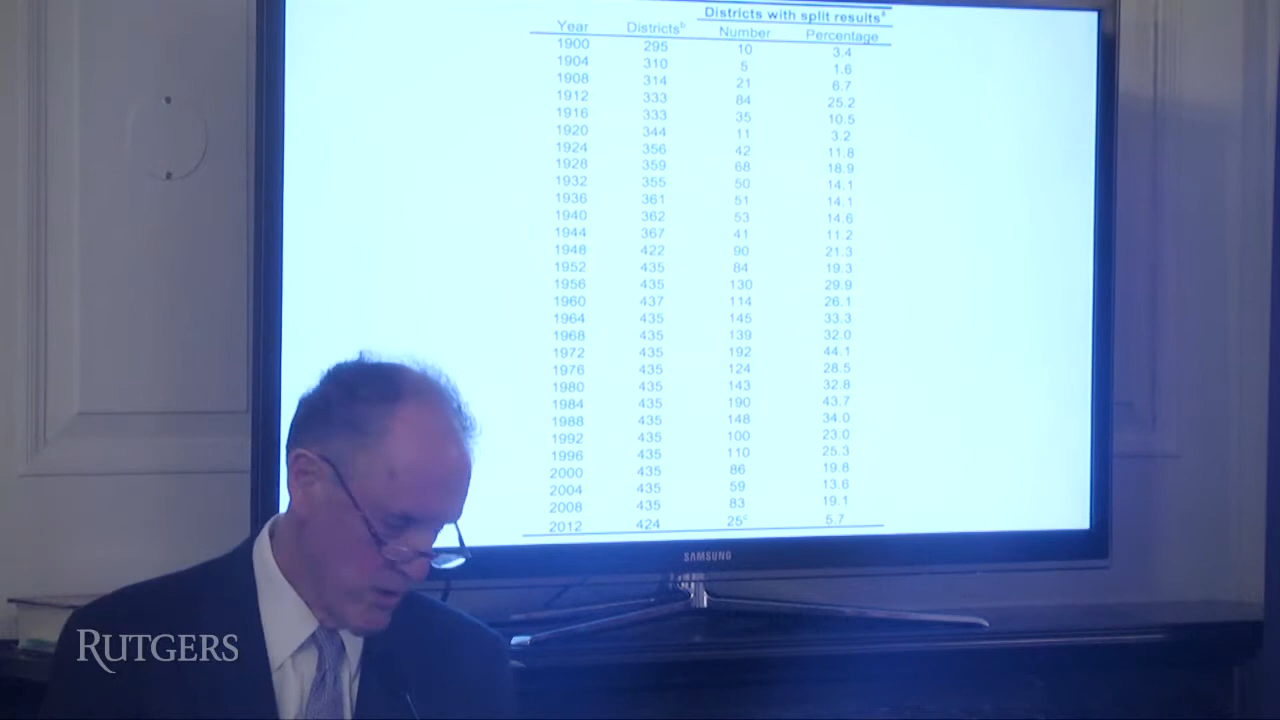 Districts with split resultsᵃ
Year Districtsᵇ Number Percentage
1900 295 10 3.4
1904 310 5 1.6
1908 314 21 6.7
1912 333 84 25.2
1916 333 35 10.5
1920 344 11 3.2
1924 356 42 11.8
1928 359 68 18.9
1932 355 50 14.1
1936 361 51 14.1
1940 362 53 14.6
1944 367 41 11.2
1948 422 90 21.3
1952 435 84 19.3
1956 435 130 29.9
1960 437 114 26.1
1964 435 145 33.3
1968 435 139 32.0
1972 435 192 44.1
1976 435 124 28.5
1980 435 143 32.8
1984 435 190 43.7
1988 435 148 34.0
1992 435 100 23.0
1996 435 110 25.3
2000 435 86 19.8
2004 435 59 13.6
2008 435 83 19.1
2012 424 25ᶜ 5.7
SAMSUNG
RUTGERS